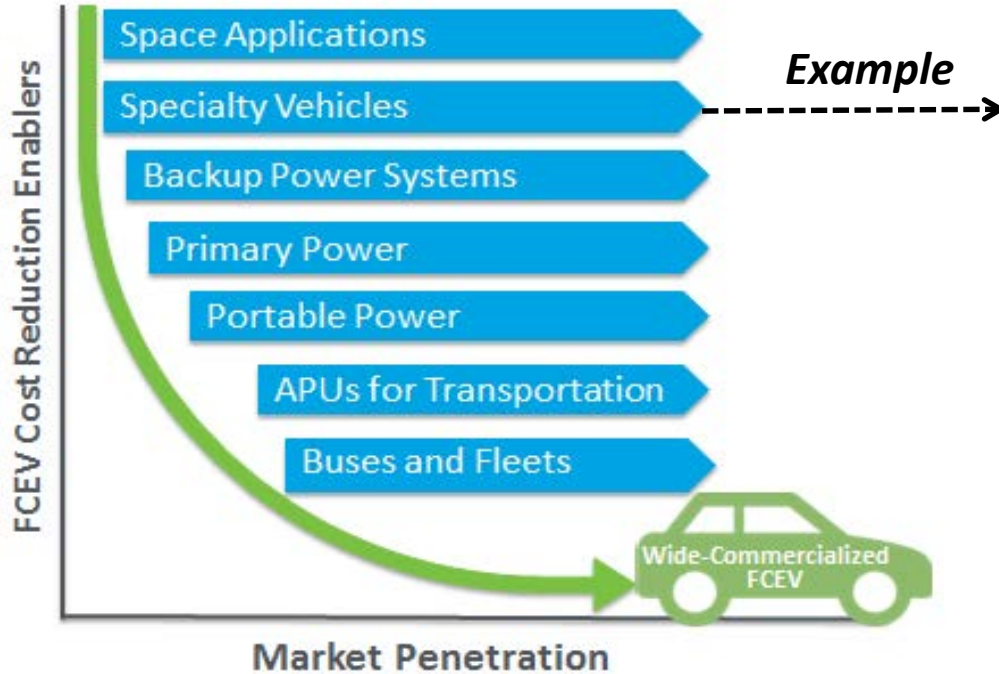 FCEV Cost Reduction Enablers
Space Applications
Example
Specialty Vehicles
Backup Power Systems
Primary Power
Portable Power
APUs for Transportation
Buses and Fleets
Wide-Commercialized
FCEV
Market Penetration